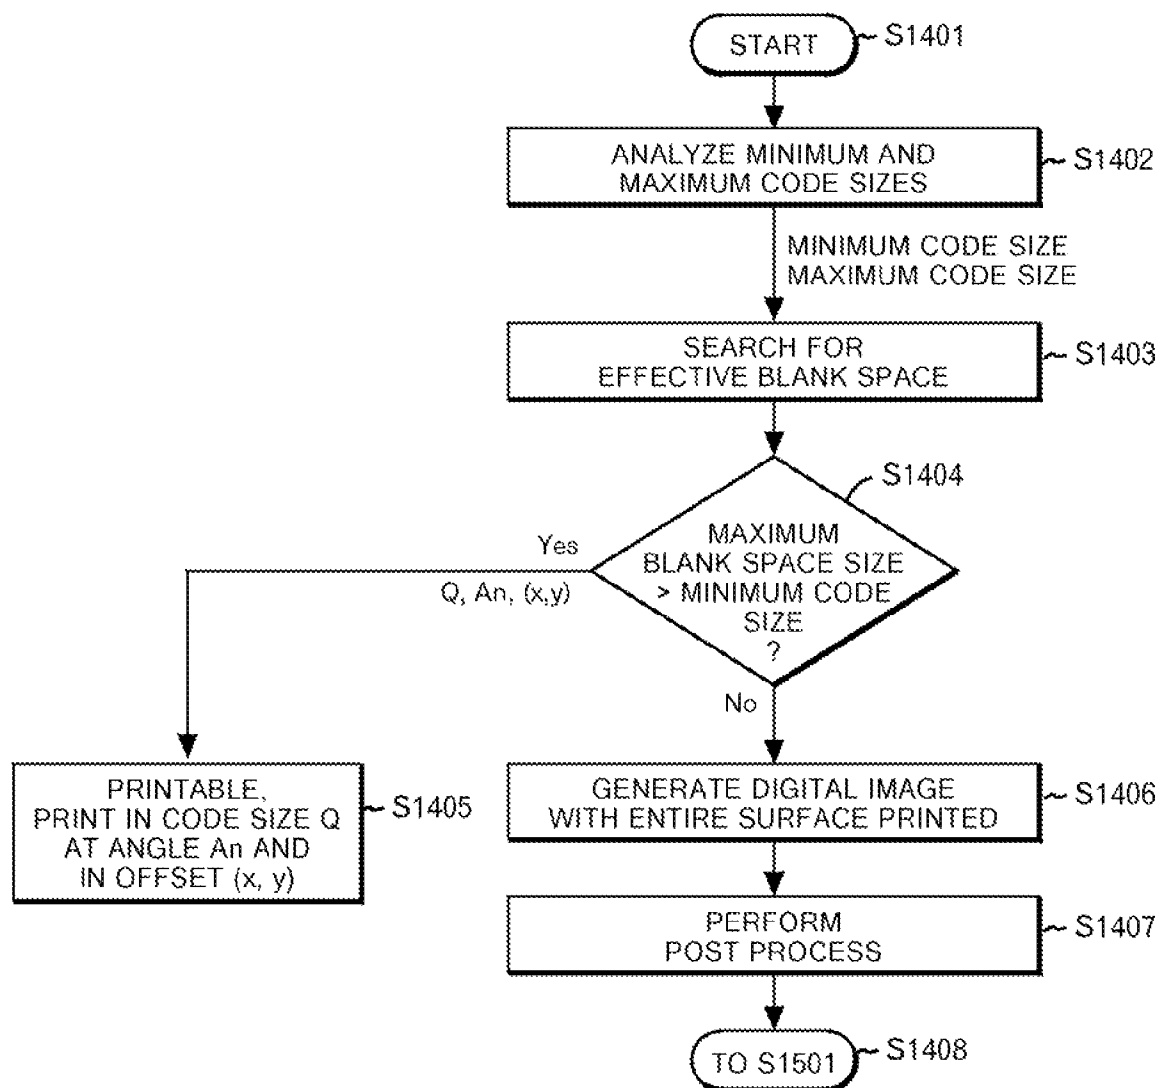 START
S1401
ANALYZE MINIMUM AND
MAXIMUM CODE SIZES
S1402
MINIMUM CODE SIZE
MAXIMUM CODE SIZE
SEARCH FOR
EFFECTIVE BLANK SPACE
S1403
S1404
MAXIMUM
BLANK SPACE SIZE
> MINIMUM CODE
SIZE
?
Yes
Q, An, (x,y)
No
PRINTABLE,
PRINT IN CODE SIZE Q
AT ANGLE An AND
IN OFFSET (x, y)
S1405
GENERATE DIGITAL IMAGE
WITH ENTIRE SURFACE PRINTED
S1406
PERFORM
POST PROCESS
S1407
TO S1501
S1408